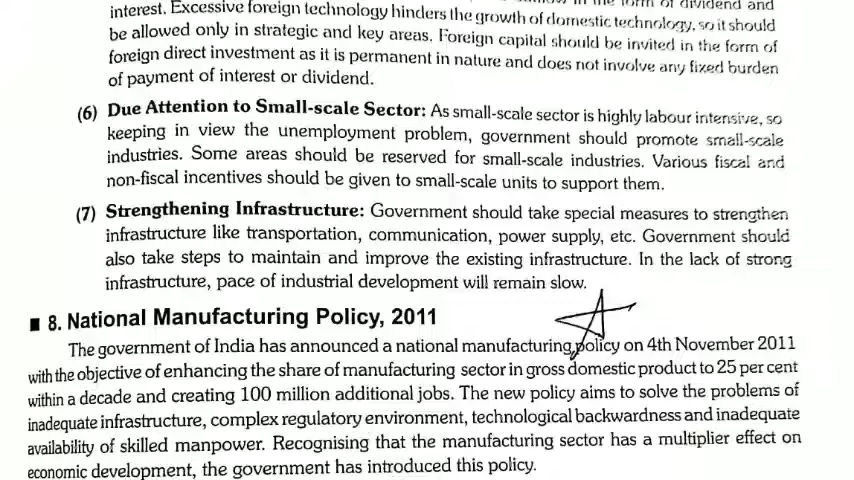 interest. Excessive foreign technology hinders the growth of domestic technology, so it should
be allowed only in strategic and key areas. Foreign capital should be invited in the form of
foreign direct investment as it is permanent in nature and does not involve any fixed burden
of payment of interest or dividend.
(6) Due Attention to Small-scale Sector: As small-scale sector is highly labour intensive, so
keeping in view the unemployment problem, government should promote small-scale
industries. Some areas should be reserved for small-scale industries. Various fiscal and
non-fiscal incentives should be given to small-scale units to support them.
(7) Strengthening Infrastructure: Government should take special measures to strengthen
infrastructure like transportation, communication, power supply, etc. Government should
also take steps to maintain and improve the existing infrastructure. In the lack of strong
infrastructure, pace of industrial development will remain slow.
8. National Manufacturing Policy, 2011
The government of India has announced a national manufacturing policy on 4th November 2011
with the objective of enhancing the share of manufacturing sector in gross domestic product to 25 per cent
within a decade and creating 100 million additional jobs. The new policy aims to solve the problems of
inadequate infrastructure, complex regulatory environment, technological backwardness and inadequate
availability of skilled manpower. Recognising that the manufacturing sector has a multiplier effect on
economic development, the government has introduced this policy.